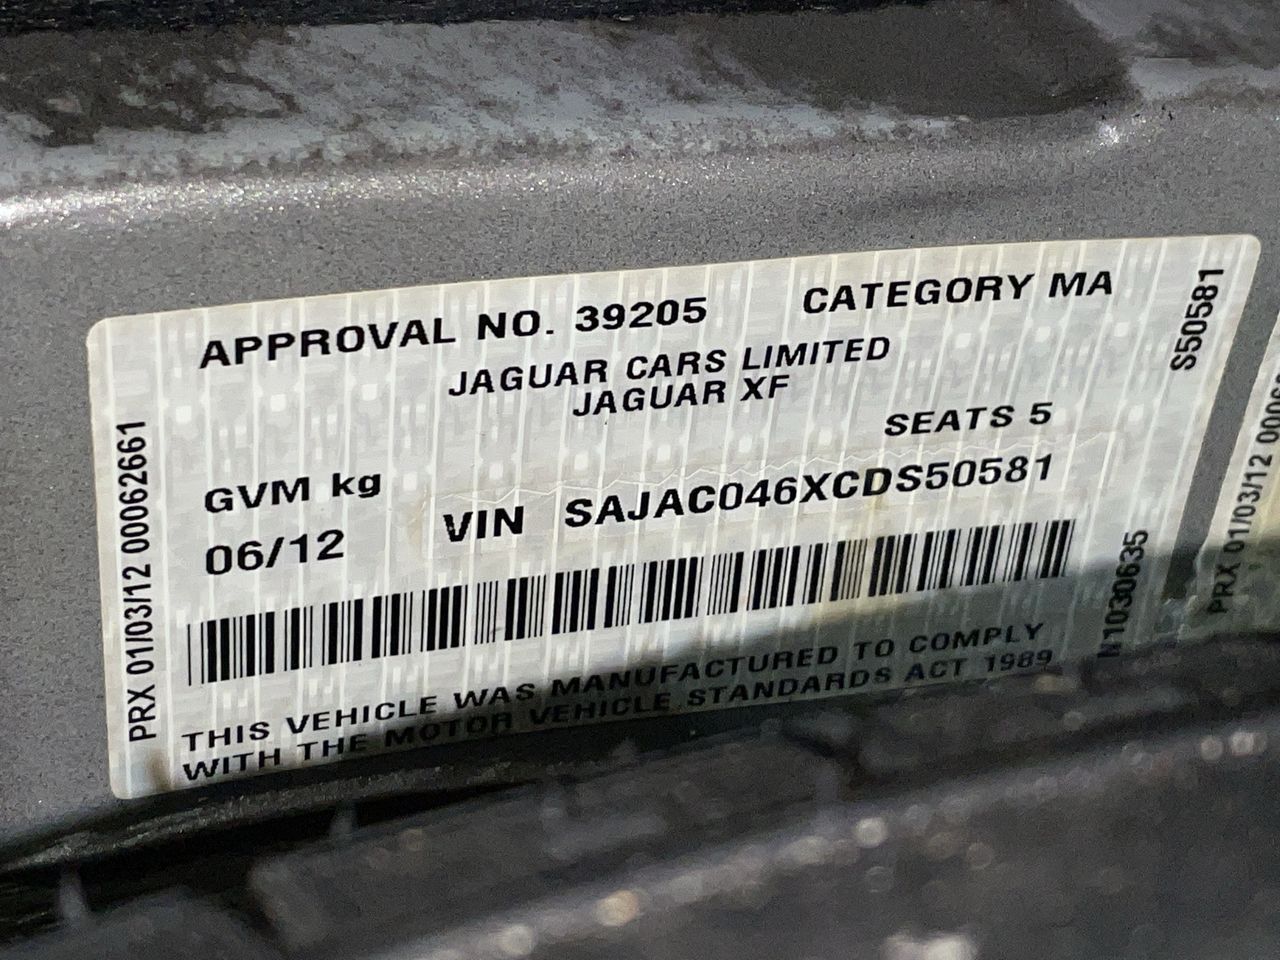 APPROVAL NO. 39205 CATEGORY MA
JAGUAR CARS LIMITED
JAGUAR XF
SEATS 5
GVM kg
06/12 VIN SAJAC046XCDS50581
THIS VEHICLE WAS MANUFACTURED TO COMPLY
WITH THE MOTOR VEHICLE STANDARDS ACT 1989
PRX 01/03/12 00062661
S50581
N1030635
PRX 01/03/12